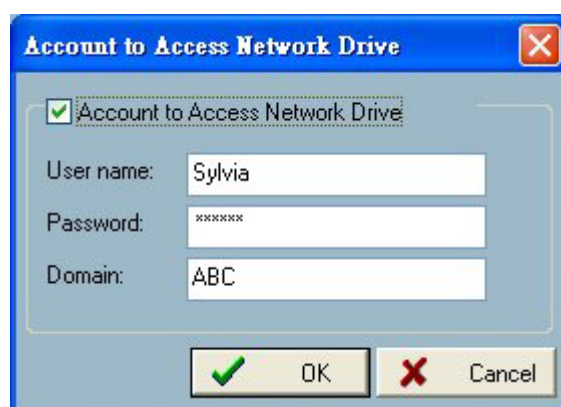 Account to Access Network Drive
Account to Access Network Drive
User name: Sylvia
Password: ******
Domain: ABC
OK Cancel